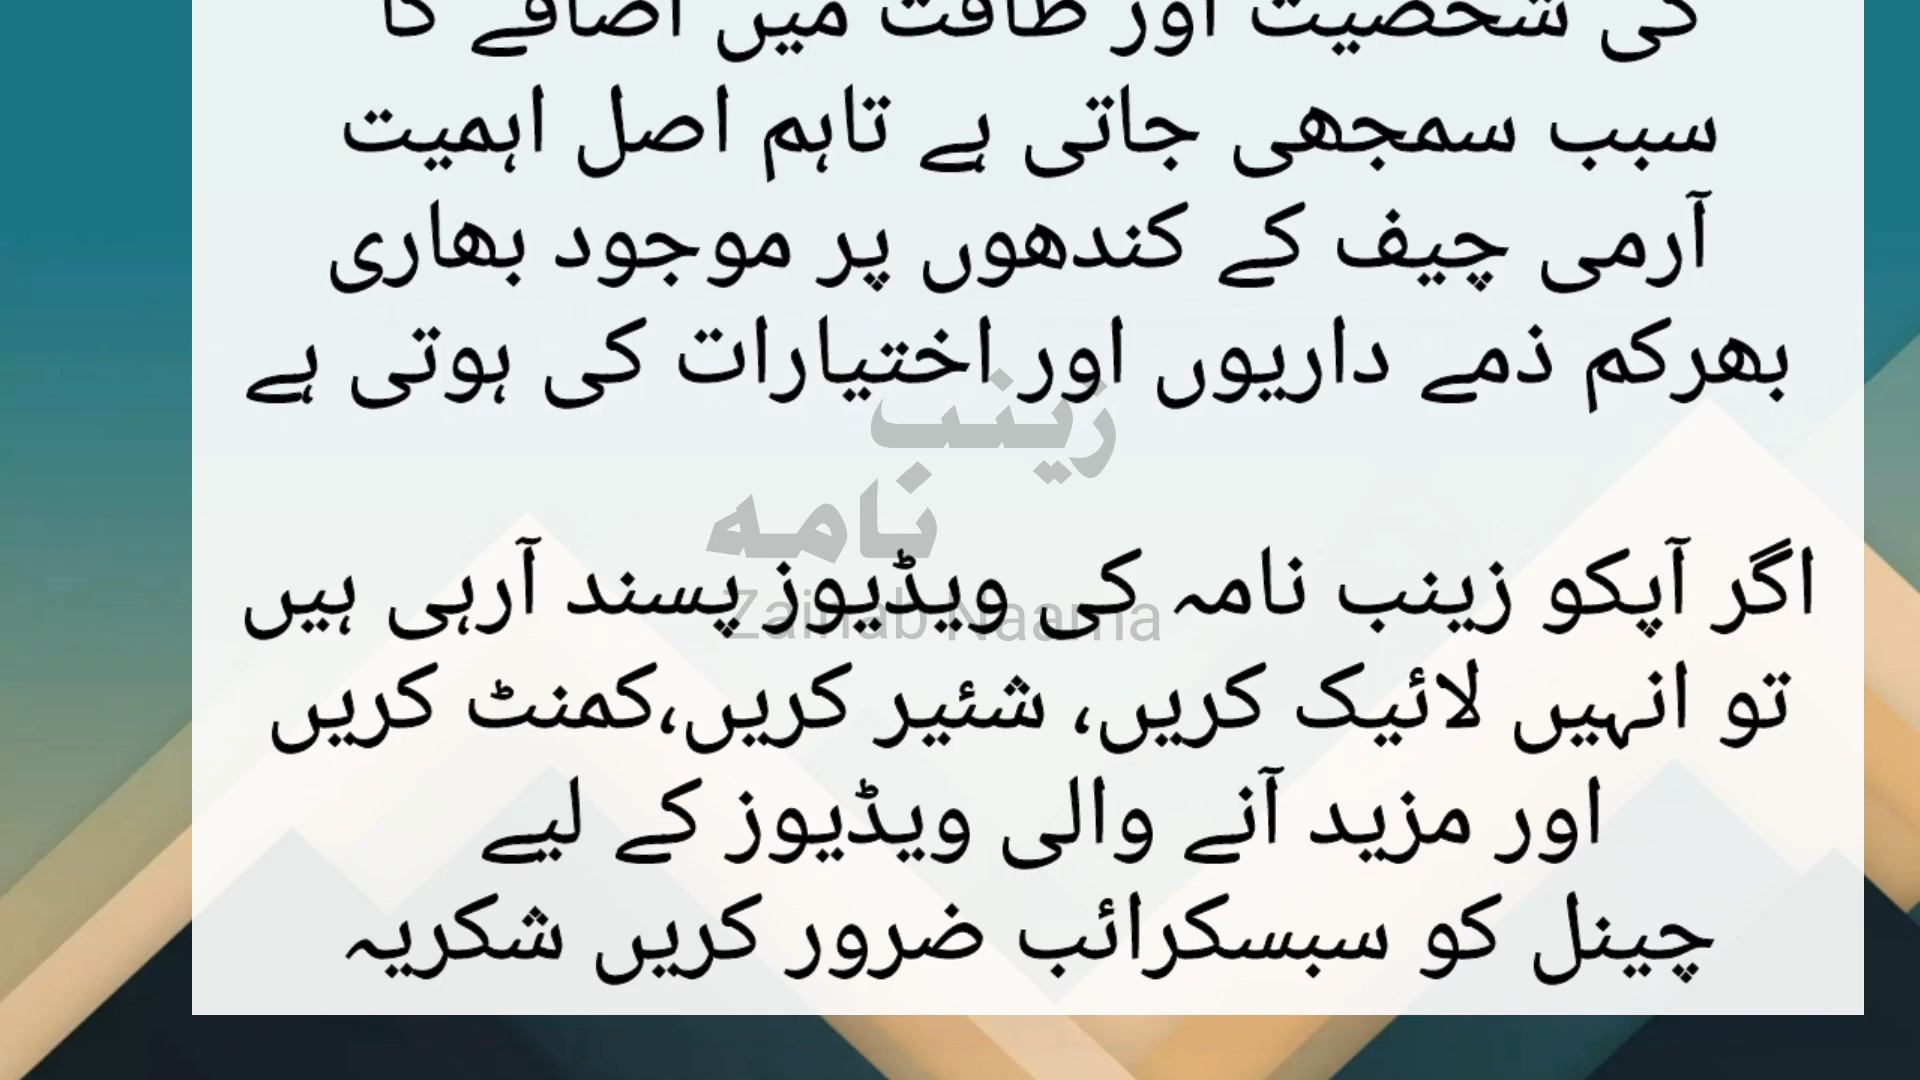 کی شخصیت اور طاقت میں اضافے کا
سبب سمجھی جاتی ہے تاہم اصل اہمیت
آرمی چیف کے کندھوں پر موجود بھاری
بھرکم ذمے داریوں اور اختیارات کی ہوتی ہے
زینب
نامه
اگر آپکو زینب نامہ کی ویڈیوز پسند آرہی ہیں
Zainab Naama
تو انہیں لائیک کریں، شئیر کریں،کمنٹ کریں
اور مزید آنے والی ویڈیوز کے لیے
چینل کو سبسکرائب ضرور کریں شکریہ